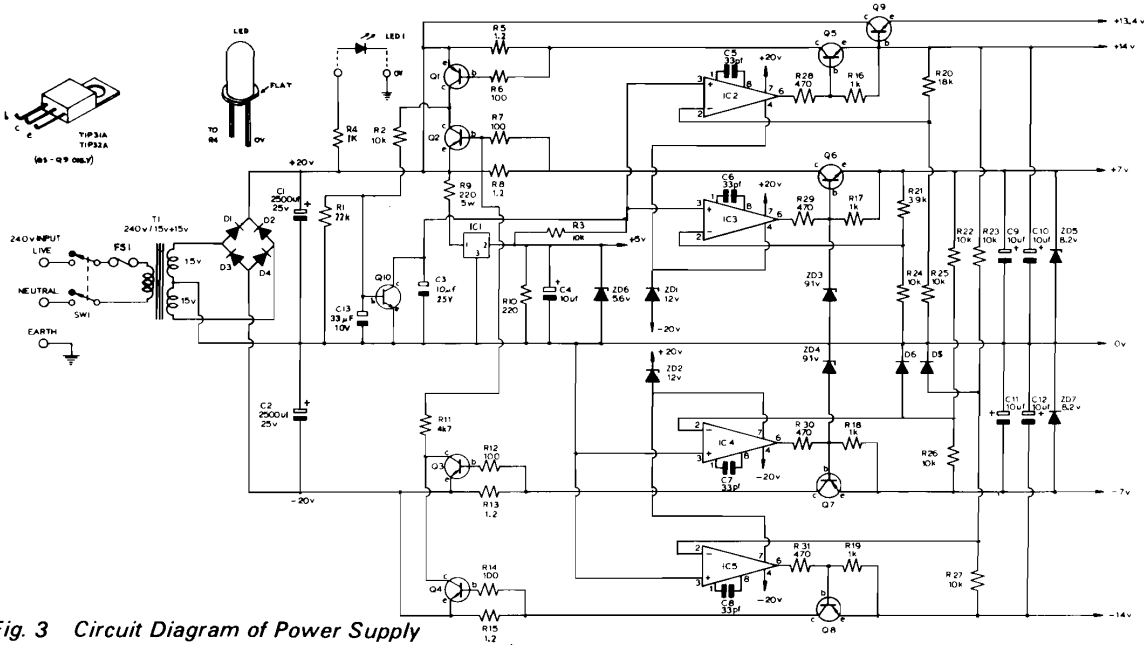 LED
FLAT
TO R4
OV
b c e
TIP31A
TIP32A
(Q5 - Q9 ONLY)
LED 1
OV
R4
1K
R2
10k
R5
1.2
Q1
R6
100
R7
100
Q2
R8
1.2
R9
220
5w
IC1
1
2
3
R3
10k
+5v
R10
220
C4
10uf
ZD6
5.6v
+20v
C1
2500uf
25v
R1
22k
C13
33µF
10V
Q10
C3
10µF
25V
D1
D2
D3
D4
T1
240v/15v+15v
15v
15v
240v INPUT
LIVE
FS1
NEUTRAL
SW1
EARTH
C2
2500uf
25v
-20v
R11
4k7
Q3
R12
100
R13
1.2
Q4
R14
100
R15
1.2
C5
33pf
+20v
IC2
R28
470
R16
1k
Q5
Q9
+13.4v
+14v
R20
18k
C6
33pf
+20v
IC3
R29
470
R17
1k
Q6
+7v
R21
3.9k
R22
10k
R23
10k
R24
10k
R25
10k
C9
10uf
C10
10uf
ZD5
8.2v
ZD1
12v
-20v
ZD3
9.1v
ZD4
9.1v
D6
D5
0v
+20v
ZD2
12v
IC4
C7
33pf
-20v
R30
470
R18
1k
Q7
R26
10k
C11
10uf
C12
10uf
ZD7
8.2v
-7v
IC5
C8
33pf
-20v
R31
470
R19
1k
Q8
R27
10k
-14v
Fig. 3 Circuit Diagram of Power Supply